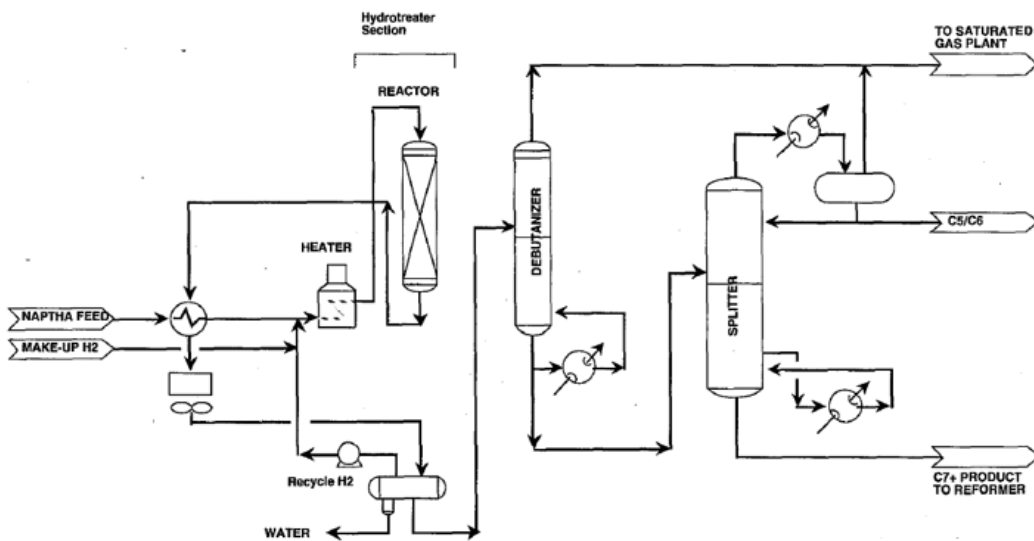 Hydrotreater
Section
TO SATURATED
GAS PLANT
REACTOR
DEBUTANIZER
C5/C6
HEATER
SPLITTER
NAPTHA FEED
MAKE-UP H2
Recycle H2
C7+ PRODUCT
TO REFORMER
WATER